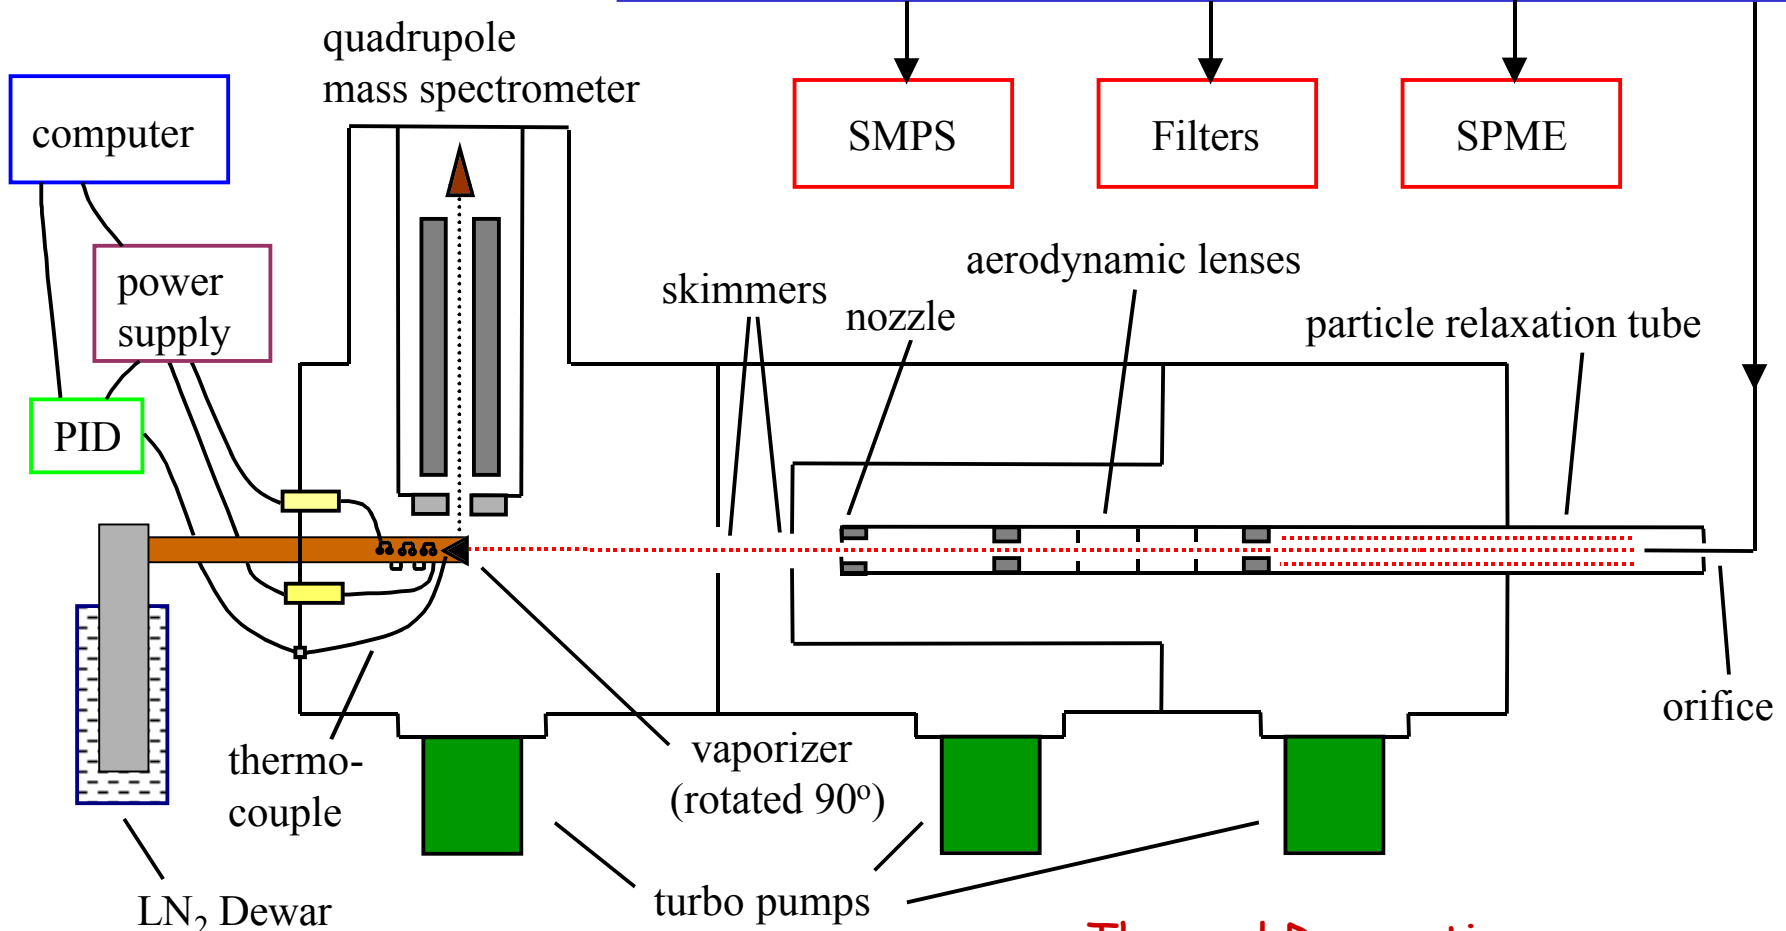 quadrupole
mass spectrometer
computer
SMPS
Filters
SPME
power
supply
aerodynamic lenses
skimmers
nozzle
particle relaxation tube
PID
orifice
thermo-
couple
vaporizer
(rotated 90º)
turbo pumps
LN₂ Dewar